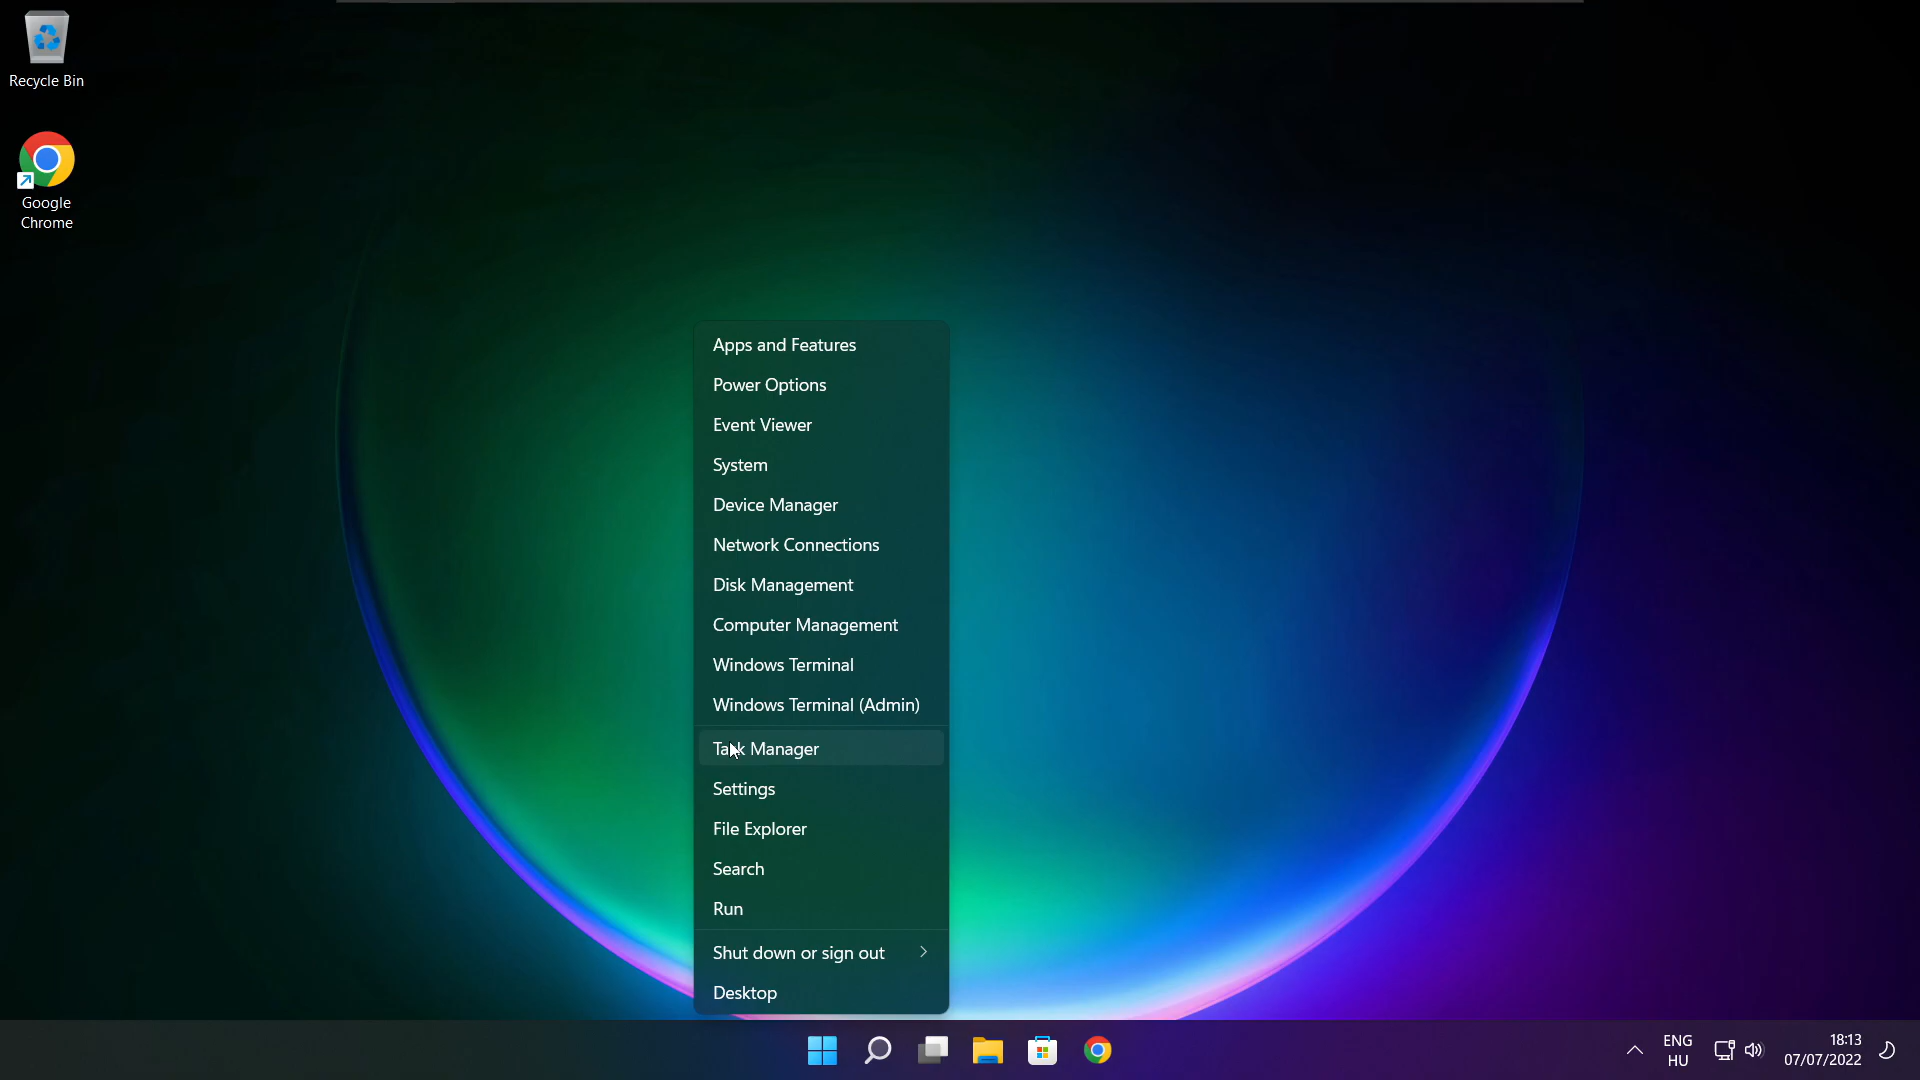 Recycle Bin
Google
Chrome
Apps and Features
Power Options
Event Viewer
System
Device Manager
Network Connections
Disk Management
Computer Management
Windows Terminal
Windows Terminal (Admin)
Task Manager
Settings
File Explorer
Search
Run
Shut down or sign out
Desktop
ENG
HU
18:13
07/07/2022